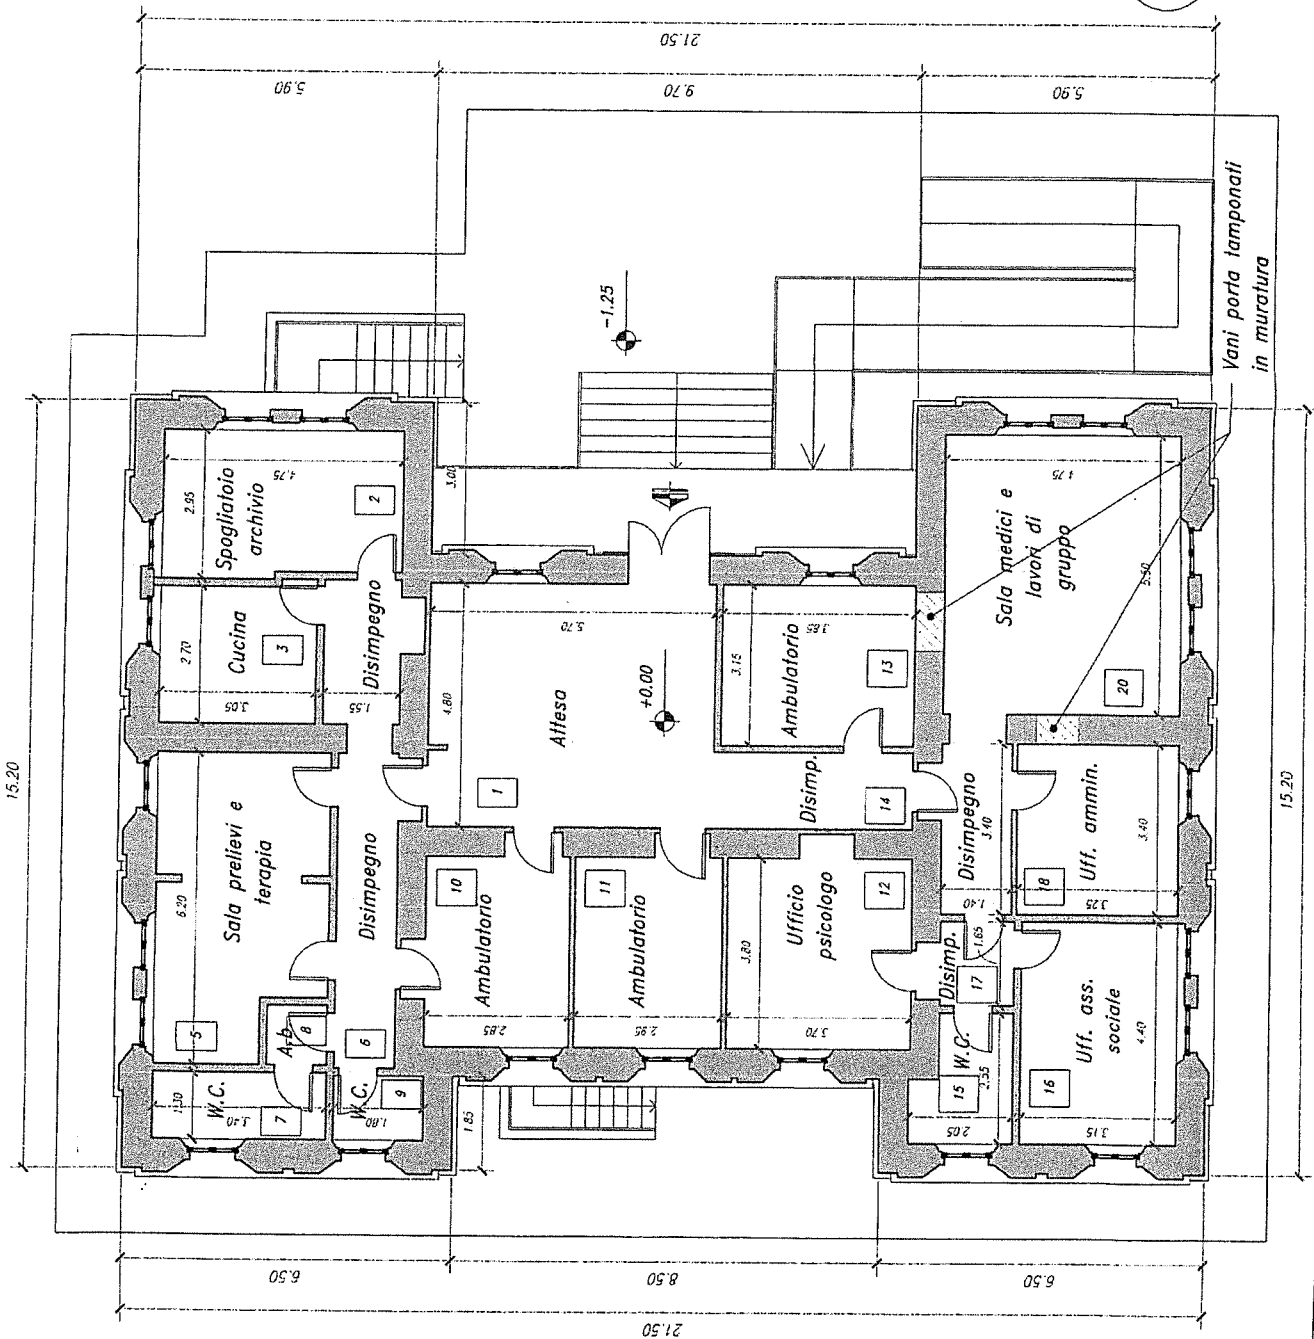 21.50
5.90
9.70
5.90
15.20
Spogliatoio
archivio
2
2.95
4.75
Cucina
3
2.70
3.05
Disimpegno
1.55
3.00
-1.25
Vani porta tamponati
in muratura
Sala prelievi e
terapia
5
6.20
Disimpegno
6
A-b
8
W.C.
7
1.30
3.40
W.C.
9
1.80
1.85
Attesa
1
5.70
4.80
+0.00
Ambulatorio
13
3.15
3.85
Disimp.
14
Ambulatorio
10
2.85
Ambulatorio
11
2.95
Ufficio
psicologo
12
3.80
3.70
Sala medici e
lavori di
gruppo
20
4.75
Disimpegno
3.40
1.40
Uff. ammin.
18
3.40
3.25
Disimp.
17
1.65
W.C.
15
2.55
2.05
Uff. ass.
sociale
16
4.40
3.15
15.20
6.50
8.50
6.50
21.50